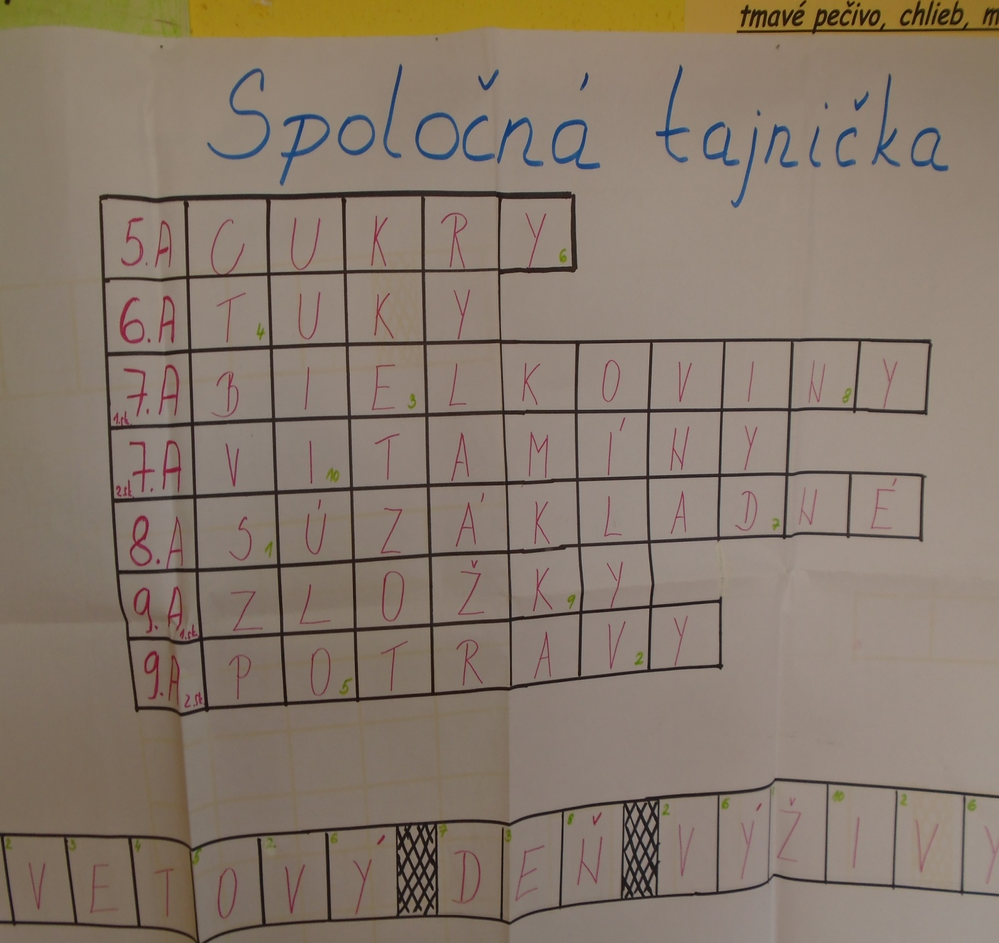 tmavé pečivo, chlieb, m
Spoločná tajnička
5.A C U K R Y 6
6.A T 4 U K Y
7.A 1.sk. B I E 3 L K O V I N 8 Y
7.A 2.sk. V I 10 T A M Í N Y
8.A S 1 Ú Z Á K L A D 7 N É
9.A 1.sk. Z L O Ž K 9 Y
9.A 2.sk. P O 5 T R A V 2 Y
2 3 4 5 2. 6 7 3 8 2 6 1 10 2 6
V E T O V Ý D E Ň V Ý Ž I V Y